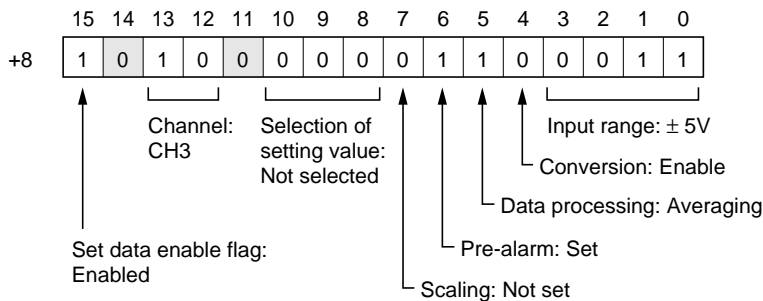 15 14 13 12 11 10 9 8 7 6 5 4 3 2 1 0
+8 1 0 1 0 0 0 0 0 0 1 1 0 0 0 1 1
Channel:
CH3
Selection of
setting value:
Not selected
Input range: ± 5V
Conversion: Enable
Data processing: Averaging
Set data enable flag:
Enabled
Pre-alarm: Set
Scaling: Not set